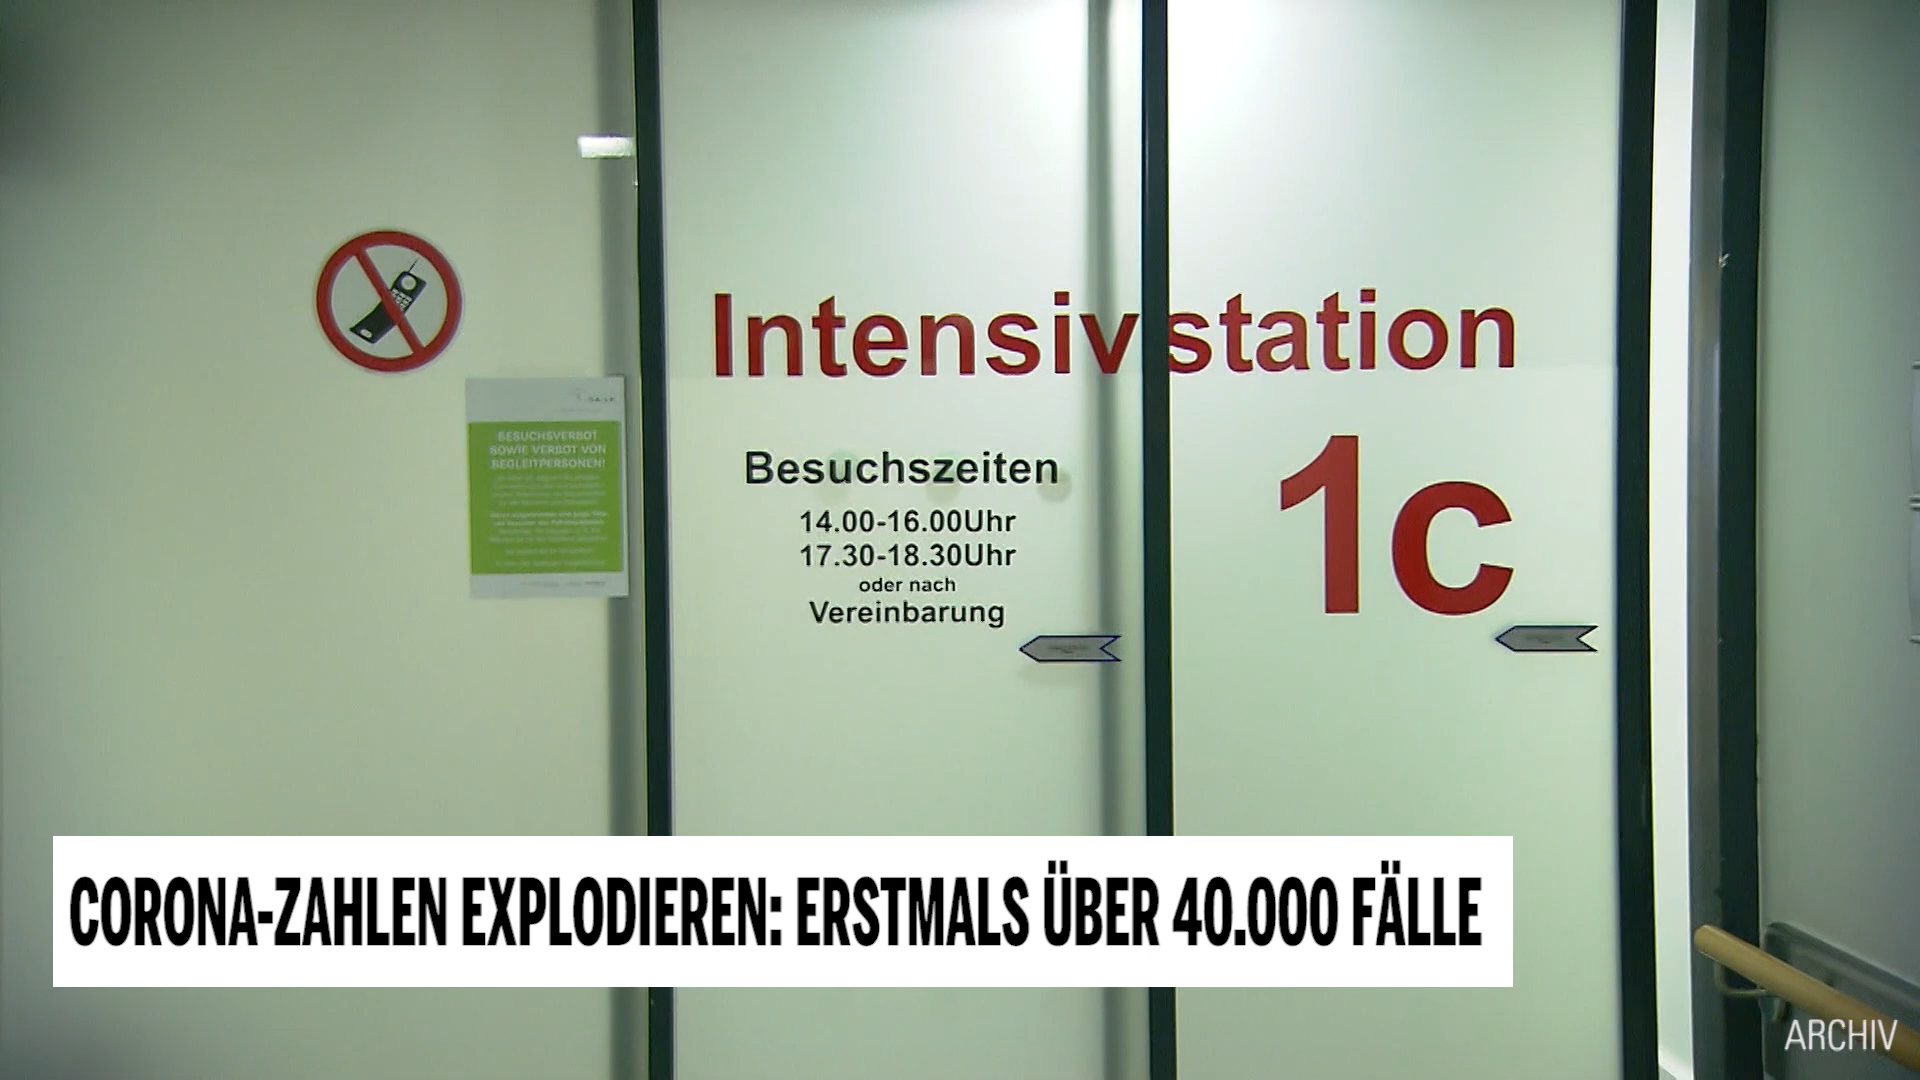 Intensivstation
1c
BESUCHSVERBOT
SOWIE VERBOT VON
BEGLEITPERSONEN!
Besuchszeiten
14.00-16.00Uhr
17.30-18.30Uhr
oder nach
Vereinbarung
CORONA-ZAHLEN EXPLODIEREN: ERSTMALS ÜBER 40.000 FÄLLE
ARCHIV